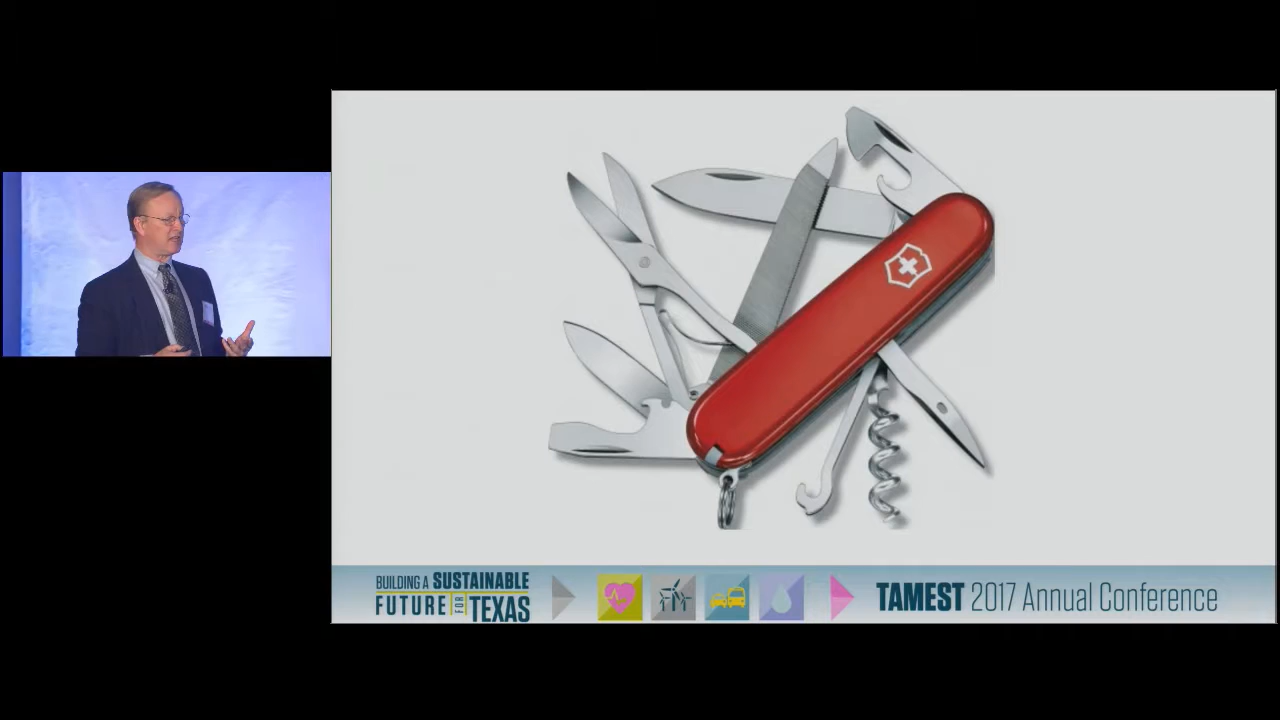 BUILDING A SUSTAINABLE
FUTURE FOR TEXAS
TAMEST 2017 Annual Conference